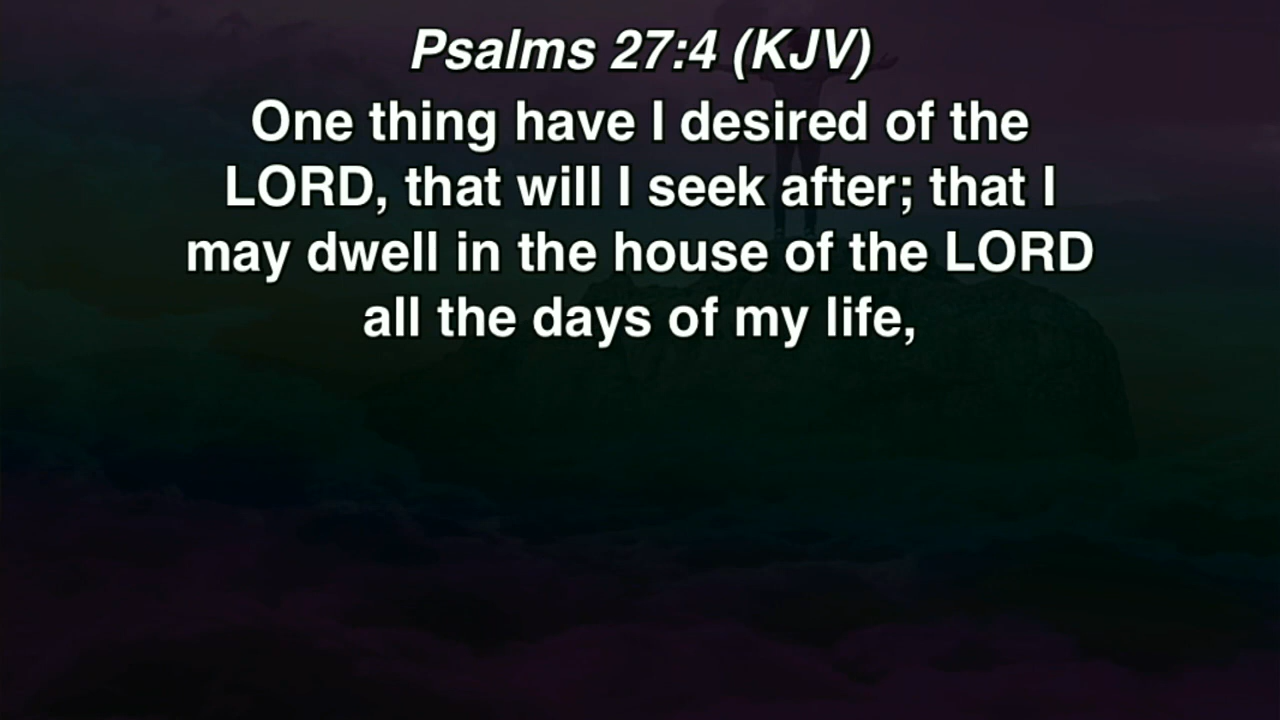 Psalms 27:4 (KJV)
One thing have I desired of the
LORD, that will I seek after; that I
may dwell in the house of the LORD
all the days of my life,